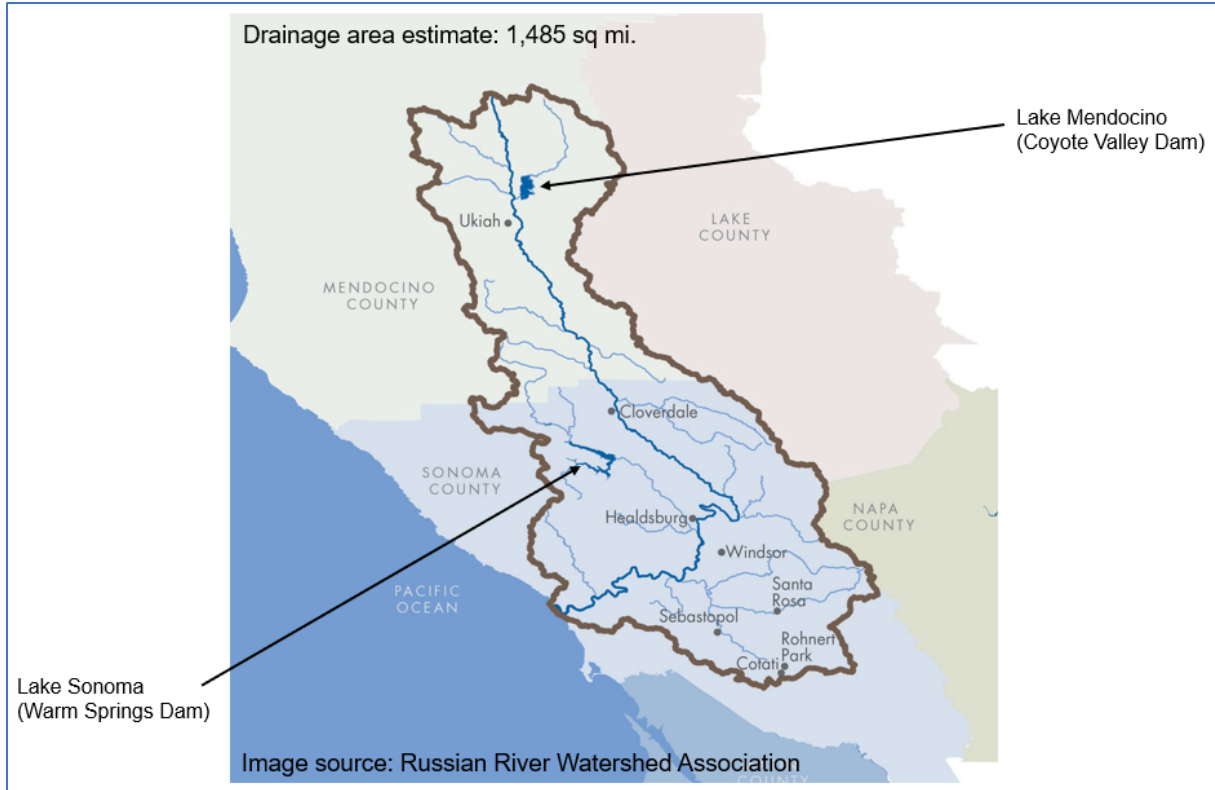 Drainage area estimate: 1,485 sq mi.
Lake Mendocino
(Coyote Valley Dam)
Ukiah
LAKE
COUNTY
MENDOCINO
COUNTY
Cloverdale
SONOMA
COUNTY
NAPA
COUNTY
Healdsburg
Windsor
PACIFIC
OCEAN
Santa
Rosa
Sebastopol
Rohnert
Park
Cotati
Lake Sonoma
(Warm Springs Dam)
Image source: Russian River Watershed Association
COUNTY